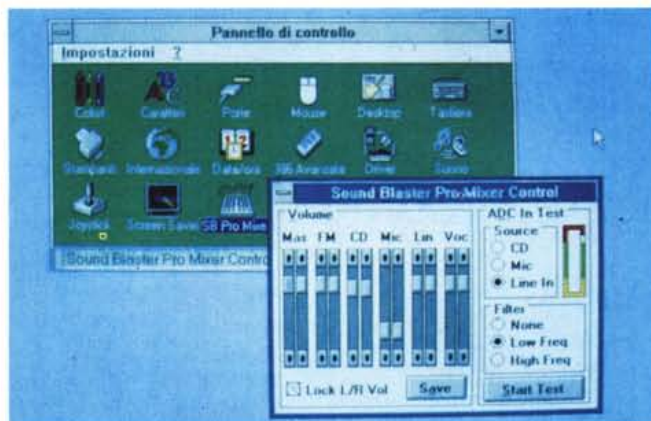 Pannello di controllo
Impostazioni ?
Colori Caratteri Porte Mouse Desktop Tastiera
Stampanti Internazionale Data/ora 386 Avanzata Driver Suono
Joystick Screen Saver SB Pro Mixer
Sound Blaster Pro Mixer Contro
Sound Blaster Pro Mixer Control
Volume
Mas FM CD Mic Lin Voc
Lock L/R Vol
Save
ADC In Test
Source
CD
Mic
Line In
Filter
None
Low Freq
High Freq
Start Test